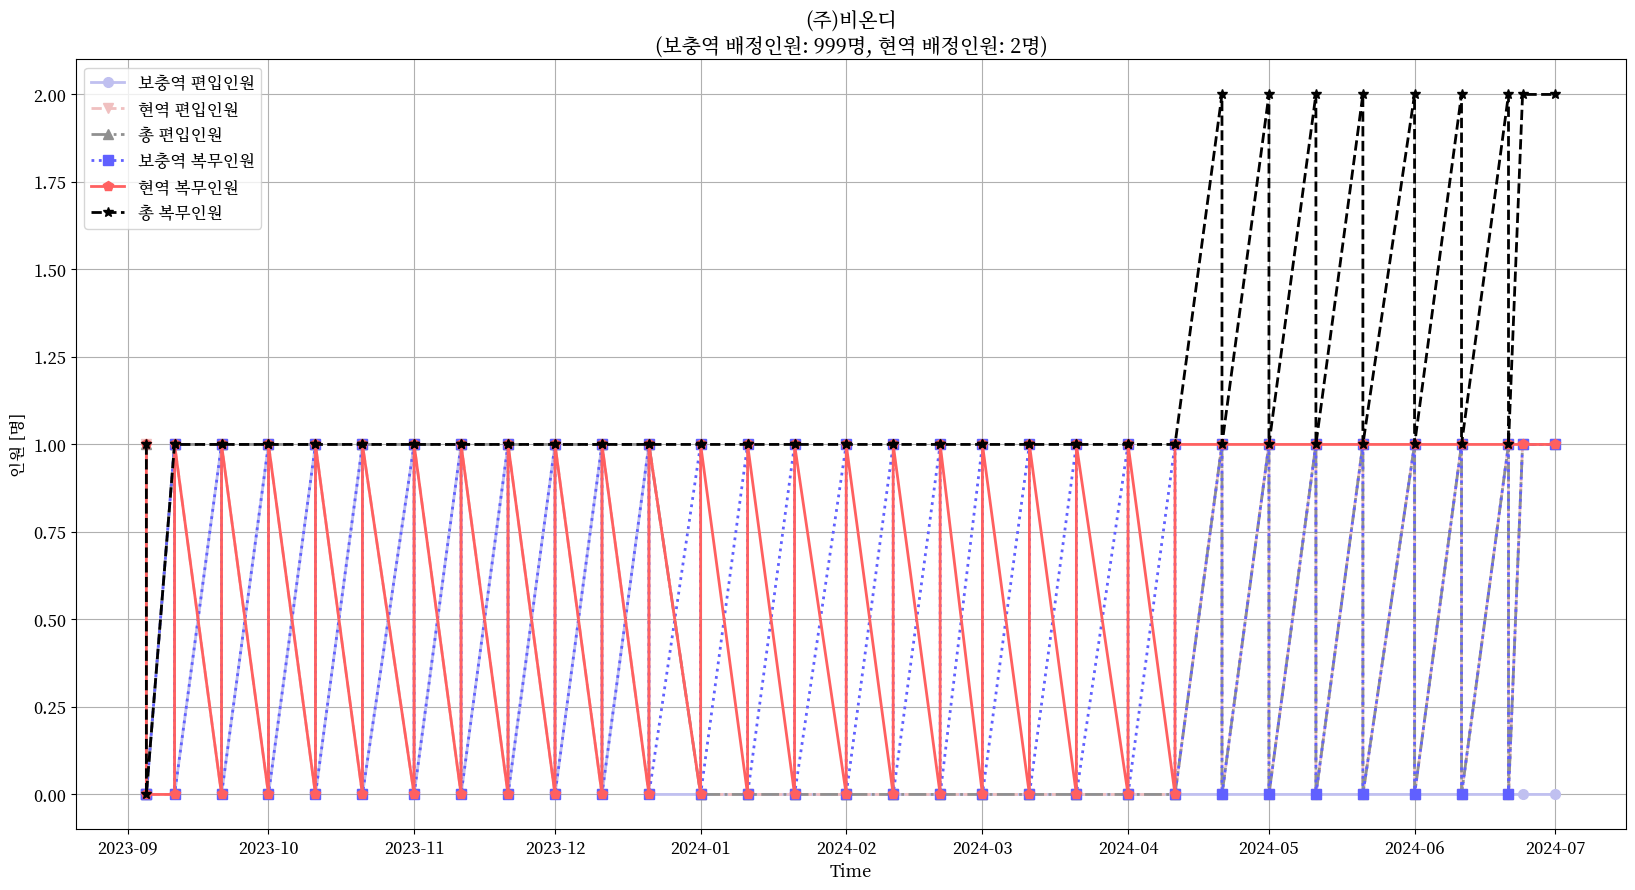 (주)비온디
(보충역 배정인원: 999명, 현역 배정인원: 2명)
보충역 편입인원
현역 편입인원
총 편입인원
보충역 복무인원
현역 복무인원
총 복무인원
인원 [명]
2.00
1.75
1.50
1.25
1.00
0.75
0.50
0.25
0.00
2023-09 2023-10 2023-11 2023-12 2024-01 2024-02 2024-03 2024-04 2024-05 2024-06 2024-07
Time